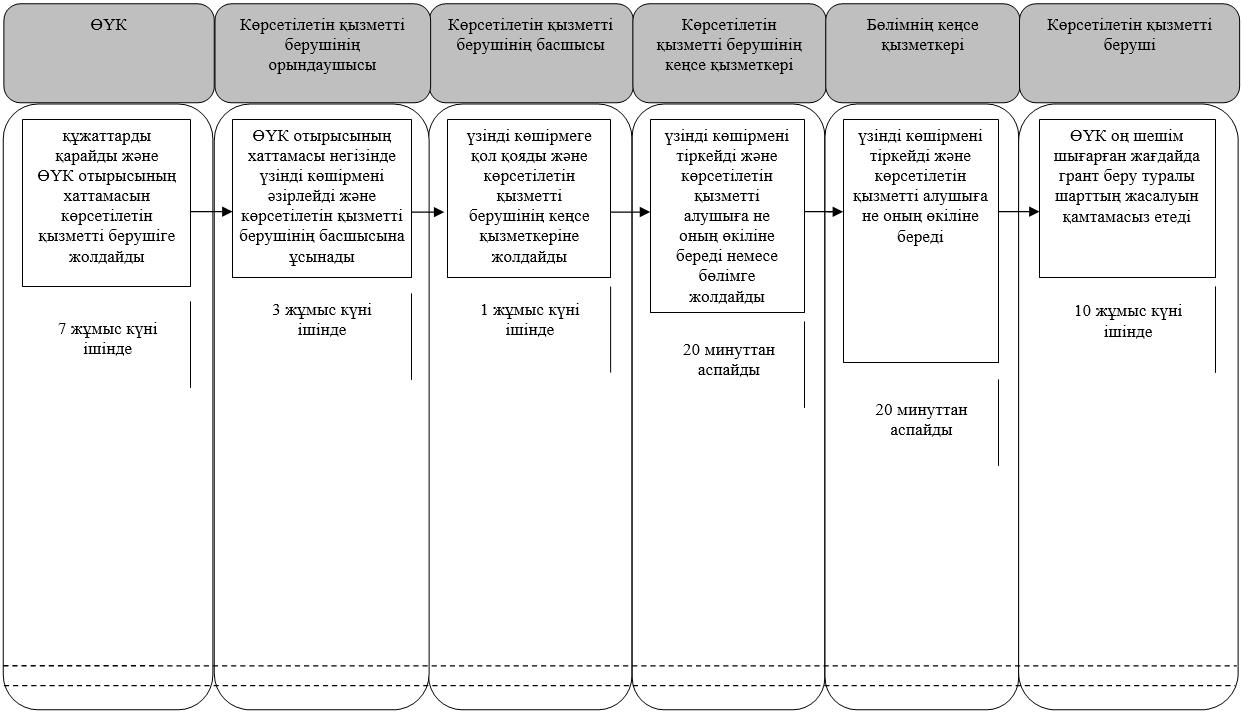 ӨҮК
Көрсетілетін қызметті
берушінің
орындаушысы
Көрсетілетін қызметті
берушінің басшысы
Көрсетілетін
қызметті берушінің
кеңсе қызметкері
Бөлімнің кеңсе
қызметкері
Көрсетілетін қызметті
беруші
құжаттарды
қарайды және
ӨҮК отырысының
хаттамасын
көрсетілетін
қызметті берушіге
жолдайды
7 жұмыс күні
ішінде
ӨҮК отырысының
хаттамасы негізінде
үзінді көшірмені
әзірлейді және
көрсетілетін қызметті
берушінің басшысына
ұсынады
3 жұмыс күні
ішінде
үзінді көшірмеге
қол қояды және
көрсетілетін
қызметті
берушінің кеңсе
қызметкеріне
жолдайды
1 жұмыс күні
ішінде
үзінді көшірмені
тіркейді және
көрсетілетін
қызметті
алушыға не
оның өкіліне
береді немесе
бөлімге
жолдайды
20 минуттан
аспайды
үзінді көшірмені
тіркейді және
көрсетілетін
қызметті алушыға
не оның өкіліне
береді
20 минуттан
аспайды
ӨҮК оң шешім
шығарған жағдайда
грант беру туралы
шарттың жасалуын
қамтамасыз етеді
10 жұмыс күні
ішінде